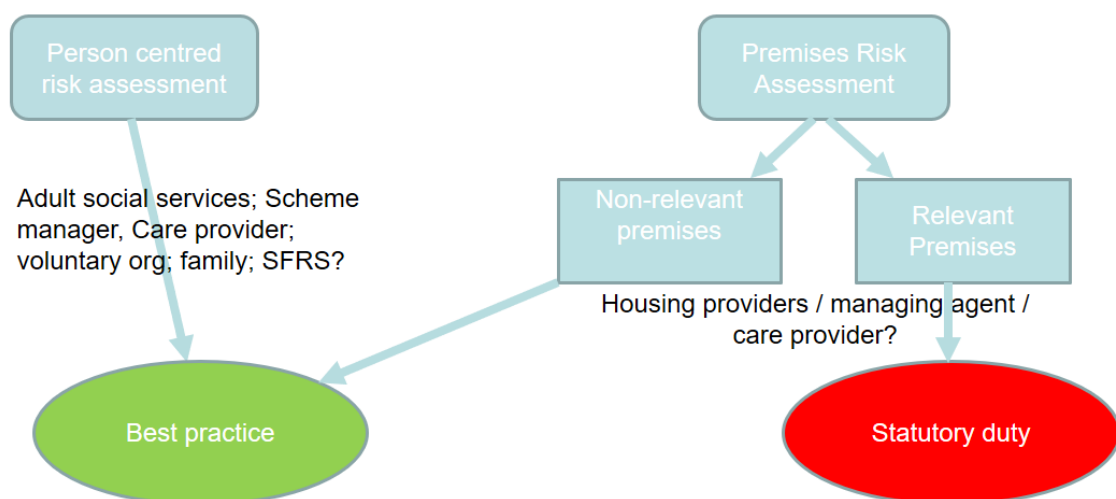 Person centred
risk assessment
Premises Risk
Assessment
Adult social services; Scheme
manager, Care provider;
voluntary org; family; SFRS?
Non-relevant
premises
Relevant
Premises
Housing providers / managing agent /
care provider?
Best practice
Statutory duty